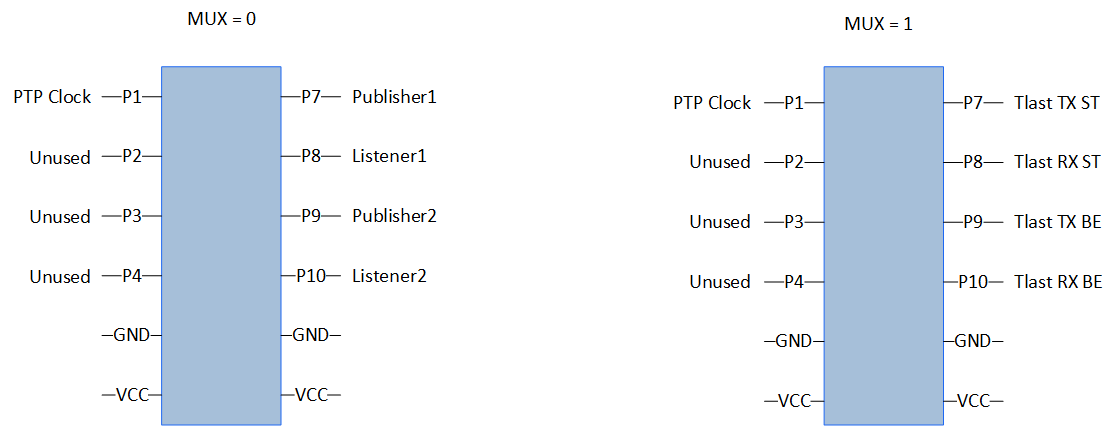 MUX = 0
PTP Clock P1 P7 Publisher1
Unused P2 P8 Listener1
Unused P3 P9 Publisher2
Unused P4 P10 Listener2
GND GND
VCC VCC
MUX = 1
PTP Clock P1 P7 Tlast TX ST
Unused P2 P8 Tlast RX ST
Unused P3 P9 Tlast TX BE
Unused P4 P10 Tlast RX BE
GND GND
VCC VCC